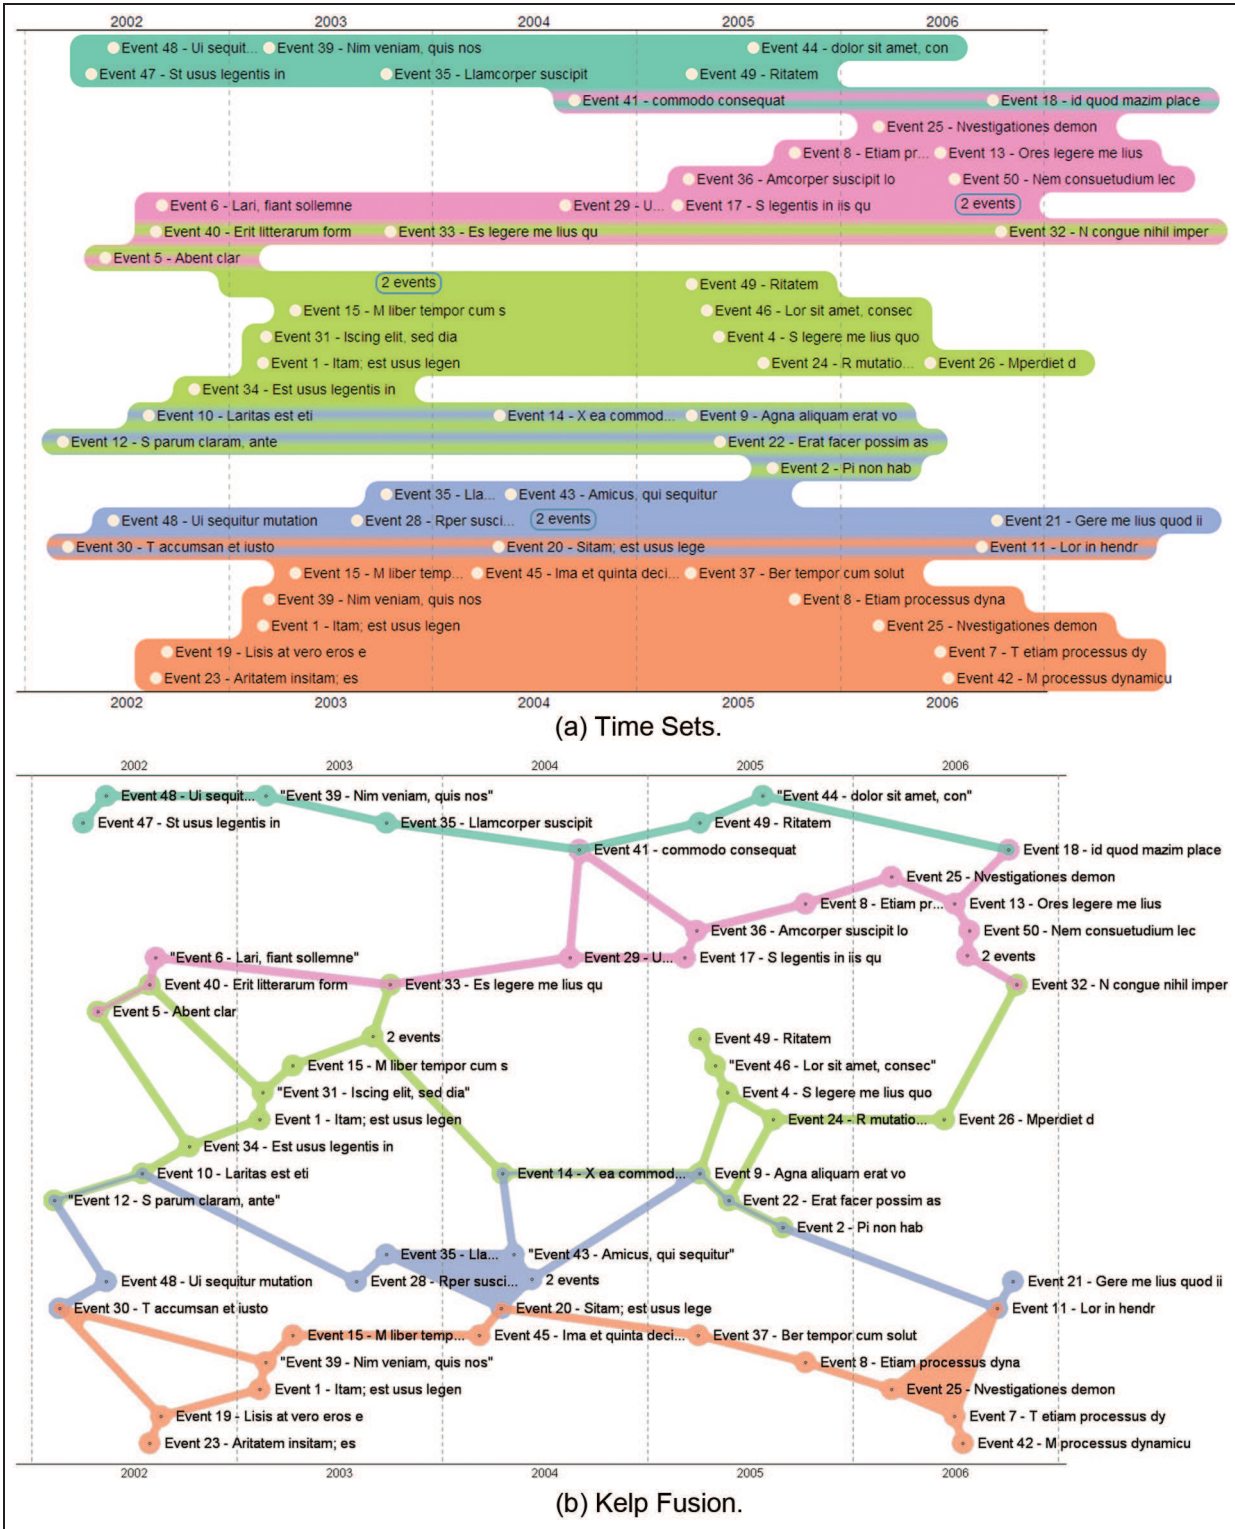 2002 2003 2004 2005 2006
Event 48 - Ui sequit... Event 39 - Nim veniam, quis nos Event 44 - dolor sit amet, con
Event 47 - St usus legentis in Event 35 - Llamcorper suscipit Event 49 - Ritatem
Event 41 - commodo consequat Event 18 - id quod mazim place
Event 25 - Nvestigationes demon
Event 8 - Etiam pr... Event 13 - Ores legere me lius
Event 36 - Amcorper suscipit lo Event 50 - Nem consuetudium lec
Event 6 - Lari, fiant sollemne Event 29 - U... Event 17 - S legentis in iis qu 2 events
Event 40 - Erit litterarum form Event 33 - Es legere me lius qu Event 32 - N congue nihil imper
Event 5 - Abent clar
2 events Event 49 - Ritatem
Event 15 - M liber tempor cum s Event 46 - Lor sit amet, consec
Event 31 - Iscing elit, sed dia Event 4 - S legere me lius quo
Event 1 - Itam; est usus legen Event 24 - R mutatio... Event 26 - Mperdiet d
Event 34 - Est usus legentis in
Event 10 - Laritas est eti Event 14 - X ea commod... Event 9 - Agna aliquam erat vo
Event 12 - S parum claram, ante Event 22 - Erat facer possim as
Event 2 - Pi non hab
Event 35 - Lla... Event 43 - Amicus, qui sequitur
Event 48 - Ui sequitur mutation Event 28 - Rper susci... 2 events Event 21 - Gere me lius quod ii
Event 30 - T accumsan et iusto Event 20 - Sitam; est usus lege Event 11 - Lor in hendr
Event 15 - M liber temp... Event 45 - Ima et quinta deci... Event 37 - Ber tempor cum solut
Event 39 - Nim veniam, quis nos Event 8 - Etiam processus dyna
Event 1 - Itam; est usus legen Event 25 - Nvestigationes demon
Event 19 - Lisis at vero eros e Event 7 - T etiam processus dy
Event 23 - Aritatem insitam; es Event 42 - M processus dynamicu
2002 2003 2004 2005 2006
(a) Time Sets.
2002 2003 2004 2005 2006
Event 48 - Ui sequit... "Event 39 - Nim veniam, quis nos" "Event 44 - dolor sit amet, con"
Event 47 - St usus legentis in Event 35 - Llamcorper suscipit Event 49 - Ritatem
Event 41 - commodo consequat Event 18 - id quod mazim place
Event 25 - Nvestigationes demon
Event 8 - Etiam pr... Event 13 - Ores legere me lius
Event 36 - Amcorper suscipit lo Event 50 - Nem consuetudium lec
"Event 6 - Lari, fiant sollemne" Event 29 - U... Event 17 - S legentis in iis qu 2 events
Event 40 - Erit litterarum form Event 33 - Es legere me lius qu Event 32 - N congue nihil imper
Event 5 - Abent clar
2 events Event 49 - Ritatem
Event 15 - M liber tempor cum s "Event 46 - Lor sit amet, consec"
"Event 31 - Iscing elit, sed dia" Event 4 - S legere me lius quo
Event 1 - Itam; est usus legen Event 24 - R mutatio... Event 26 - Mperdiet d
Event 34 - Est usus legentis in
Event 10 - Laritas est eti Event 14 - X ea commod... Event 9 - Agna aliquam erat vo
"Event 12 - S parum claram, ante" Event 22 - Erat facer possim as
Event 2 - Pi non hab
Event 35 - Lla... "Event 43 - Amicus, qui sequitur"
Event 48 - Ui sequitur mutation Event 28 - Rper susci... 2 events Event 21 - Gere me lius quod ii
Event 30 - T accumsan et iusto Event 20 - Sitam; est usus lege Event 11 - Lor in hendr
Event 15 - M liber temp... Event 45 - Ima et quinta deci... Event 37 - Ber tempor cum solut
"Event 39 - Nim veniam, quis nos" Event 8 - Etiam processus dyna
Event 1 - Itam; est usus legen Event 25 - Nvestigationes demon
Event 19 - Lisis at vero eros e Event 7 - T etiam processus dy
Event 23 - Aritatem insitam; es Event 42 - M processus dynamicu
2002 2003 2004 2005 2006
(b) Kelp Fusion.